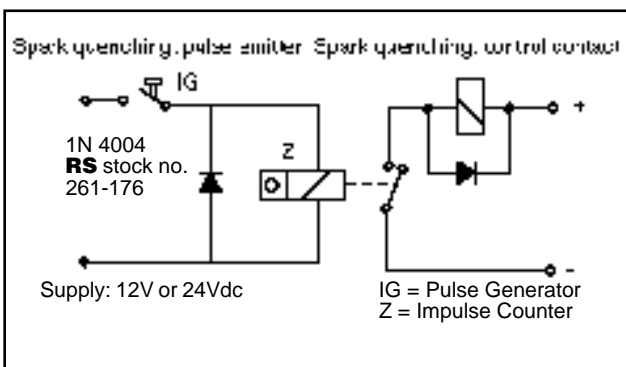 Spark quenching, pulse emitter Spark quenching, control contact
IG
+
1N 4004
RS stock no.
261-176
Z
-
Supply: 12V or 24Vdc
IG = Pulse Generator
Z = Impulse Counter